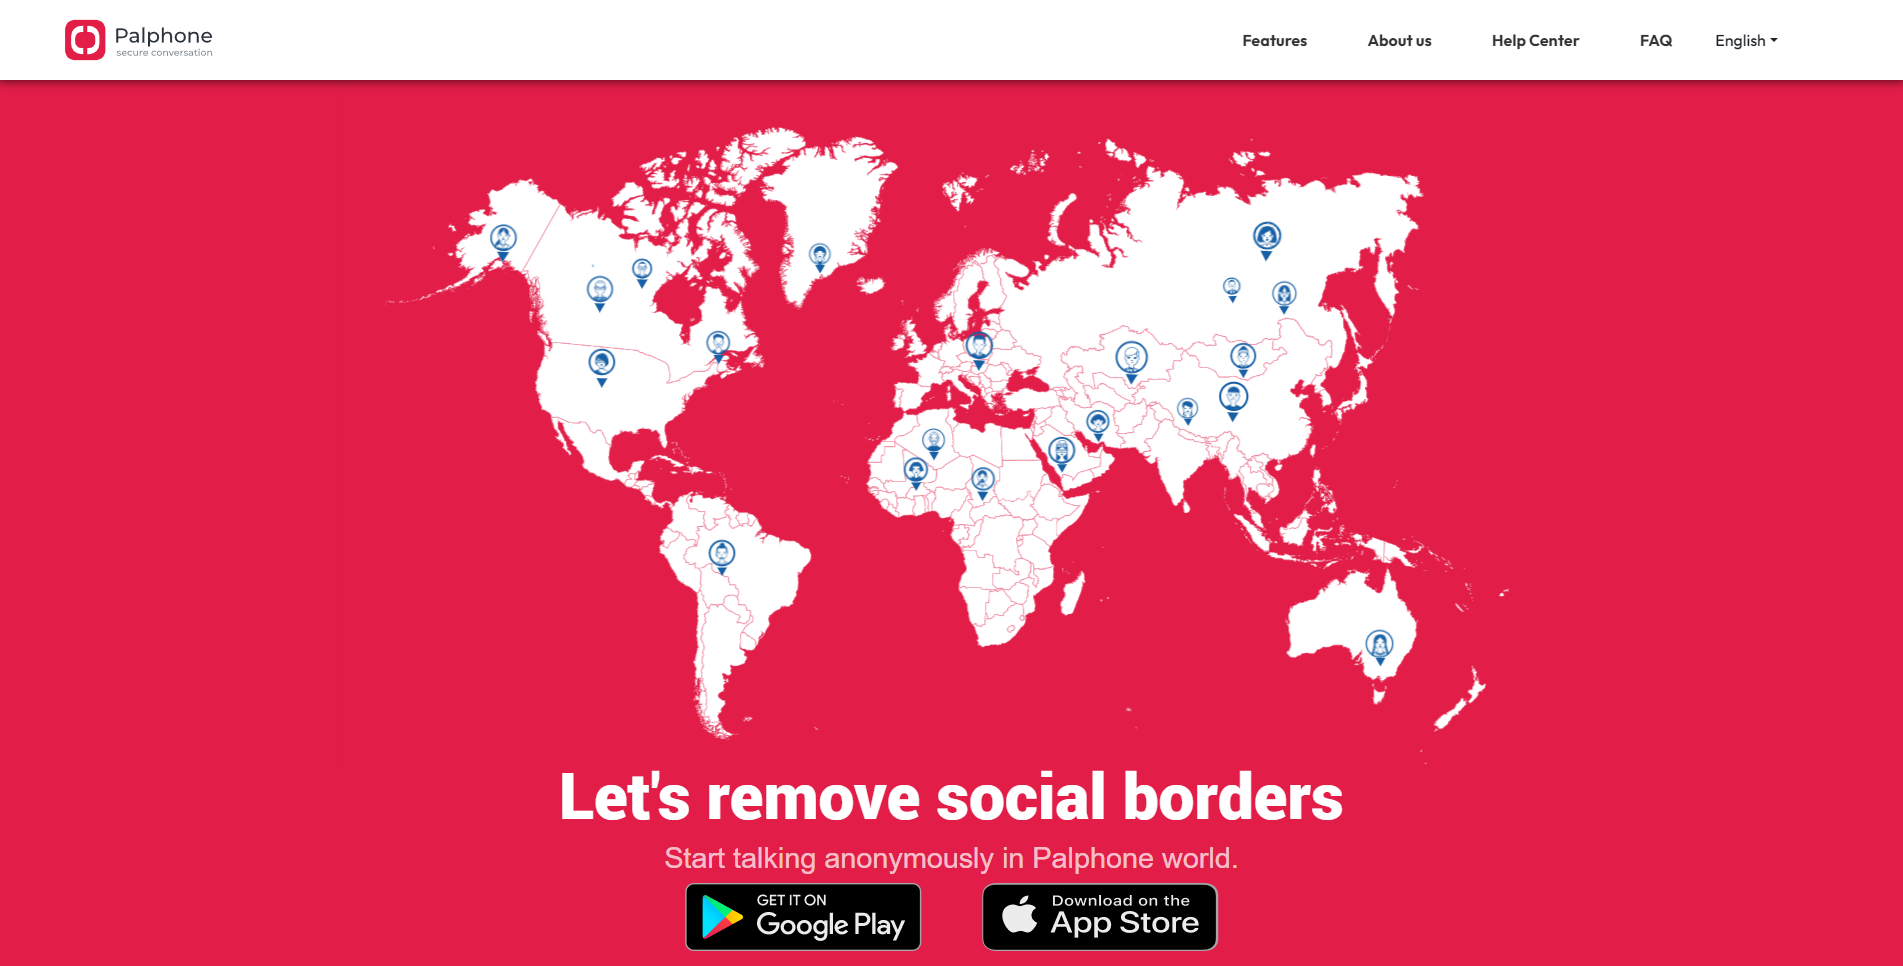 Palphone
secure conversation
Features
About us
Help Center
FAQ
English
Let's remove social borders
Start talking anonymously in Palphone world.
GET IT ON
Google Play
Download on the
App Store